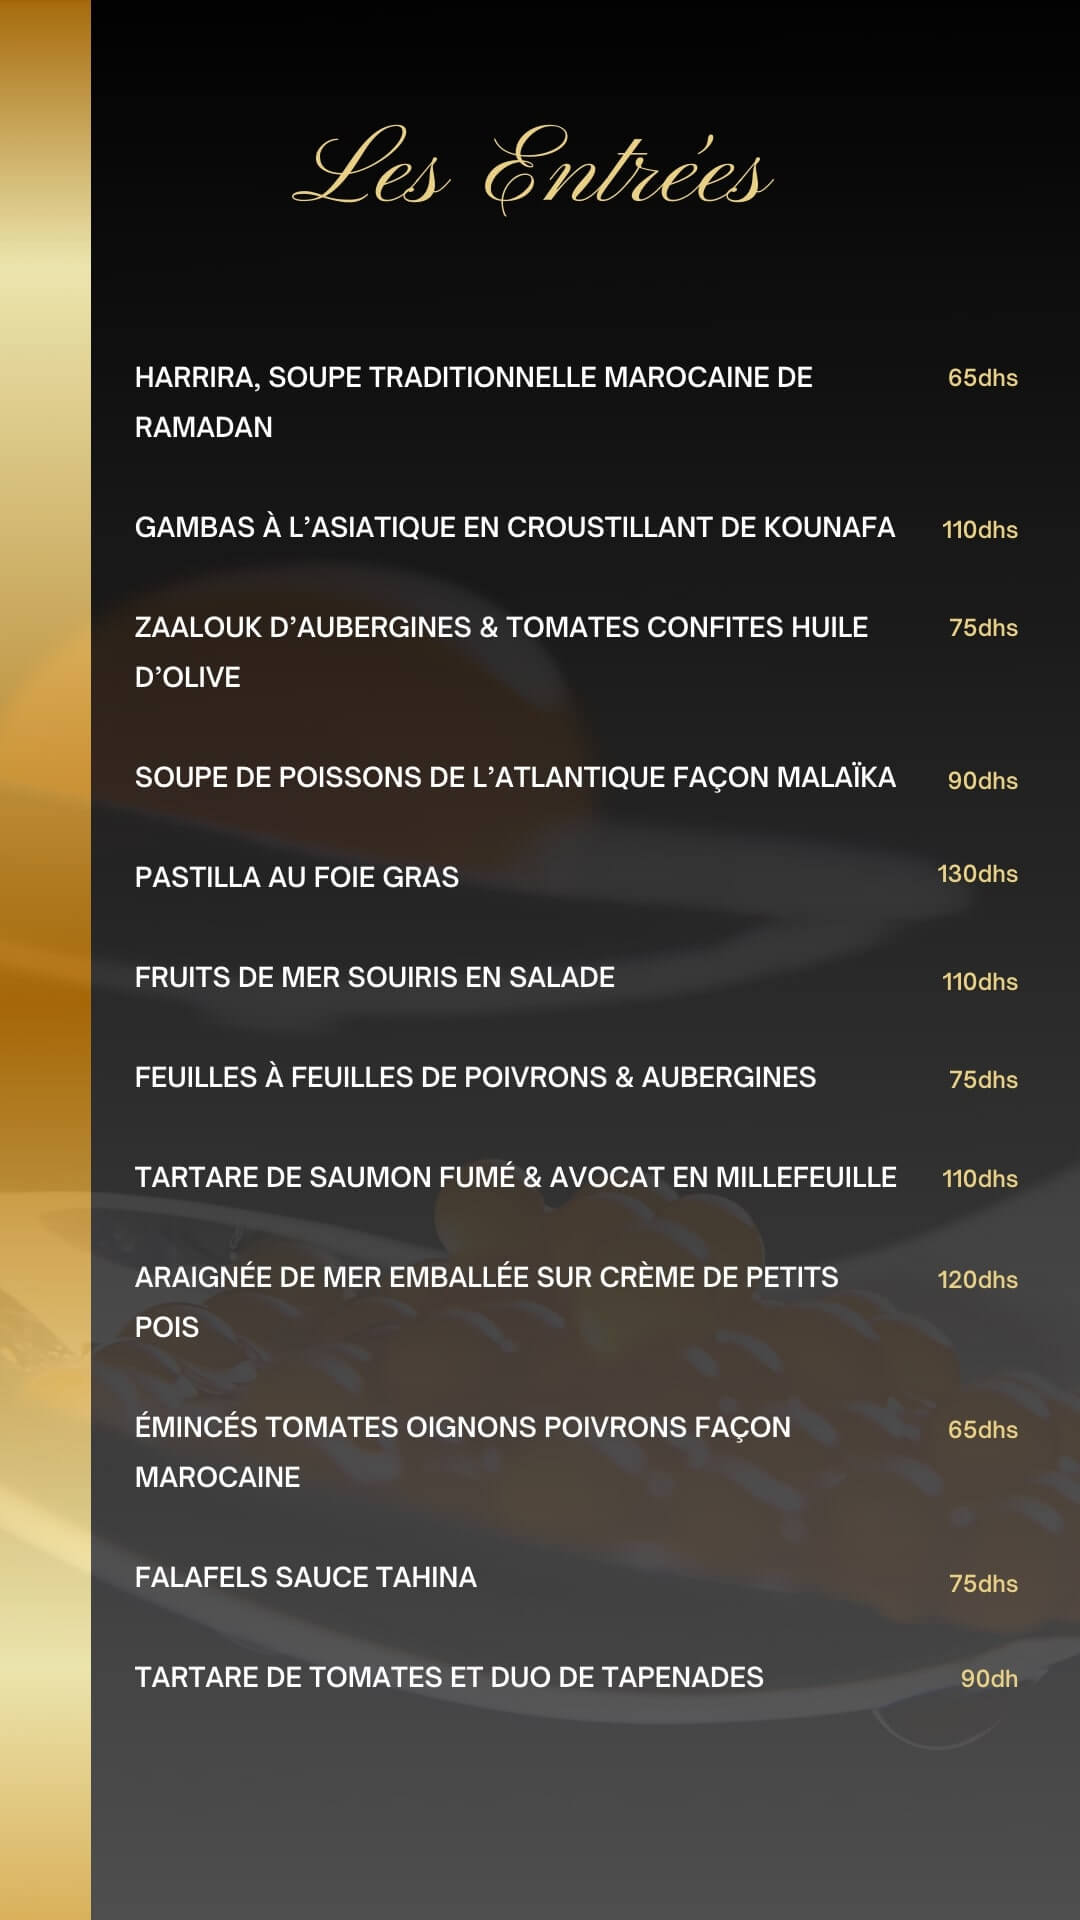 Les Entrées
HARRIRA, SOUPE TRADITIONNELLE MAROCAINE DE 65dhs
RAMADAN
GAMBAS À L’ASIATIQUE EN CROUSTILLANT DE KOUNAFA 110dhs
ZAALOUK D’AUBERGINES & TOMATES CONFITES HUILE 75dhs
D’OLIVE
SOUPE DE POISSONS DE L’ATLANTIQUE FAÇON MALAÏKA 90dhs
PASTILLA AU FOIE GRAS 130dhs
FRUITS DE MER SOUIRIS EN SALADE 110dhs
FEUILLES À FEUILLES DE POIVRONS & AUBERGINES 75dhs
TARTARE DE SAUMON FUMÉ & AVOCAT EN MILLEFEUILLE 110dhs
ARAIGNÉE DE MER EMBALLÉE SUR CRÈME DE PETITS 120dhs
POIS
ÉMINCÉS TOMATES OIGNONS POIVRONS FAÇON 65dhs
MAROCAINE
FALAFELS SAUCE TAHINA 75dhs
TARTARE DE TOMATES ET DUO DE TAPENADES 90dh